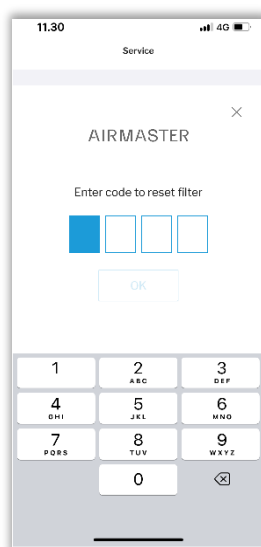 11.30 4G
Service
AIRMASTER
Enter code to reset filter
OK
1 2 3
ABC DEF
4 5 6
GHI JKL MNO
7 8 9
PQRS TUV WXYZ
0